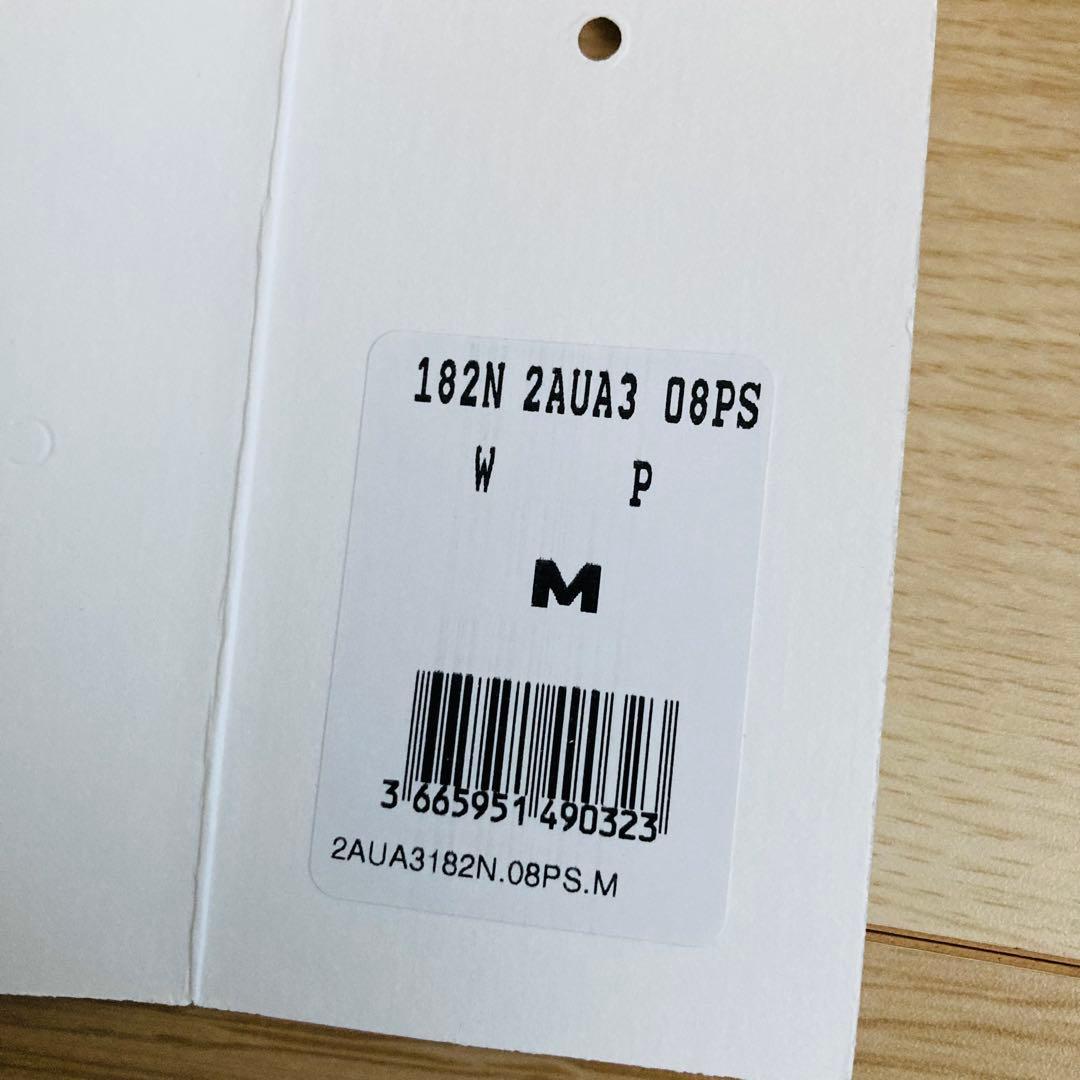 182N 2AUA3 08PS
W P
M
3 665951 490323
2AUA3182N.08PS.M